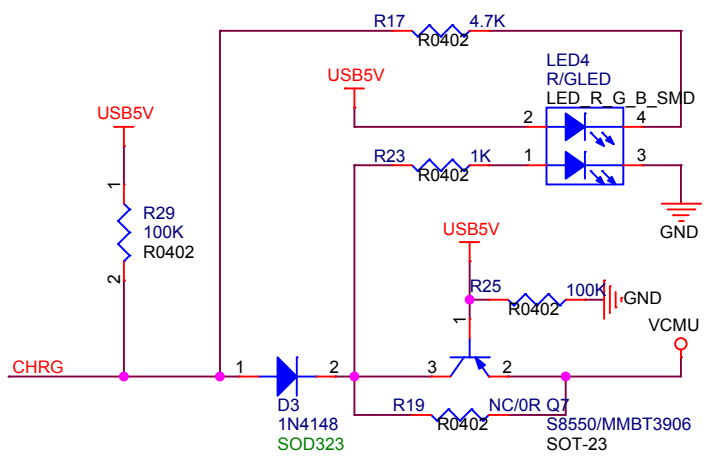 R17 4.7K
R0402
LED4
R/GLED
LED_R_G_B_SMD
USB5V
2 4
USB5V
1 3
R23 1K
R0402
1
R29
100K
R0402
2
GND
USB5V
R25 100K
R0402
GND
1
VCMU
CHRG
1 2
3 2
D3
1N4148
SOD323
R19 NC/0R Q7
R0402
S8550/MMBT3906
SOT-23